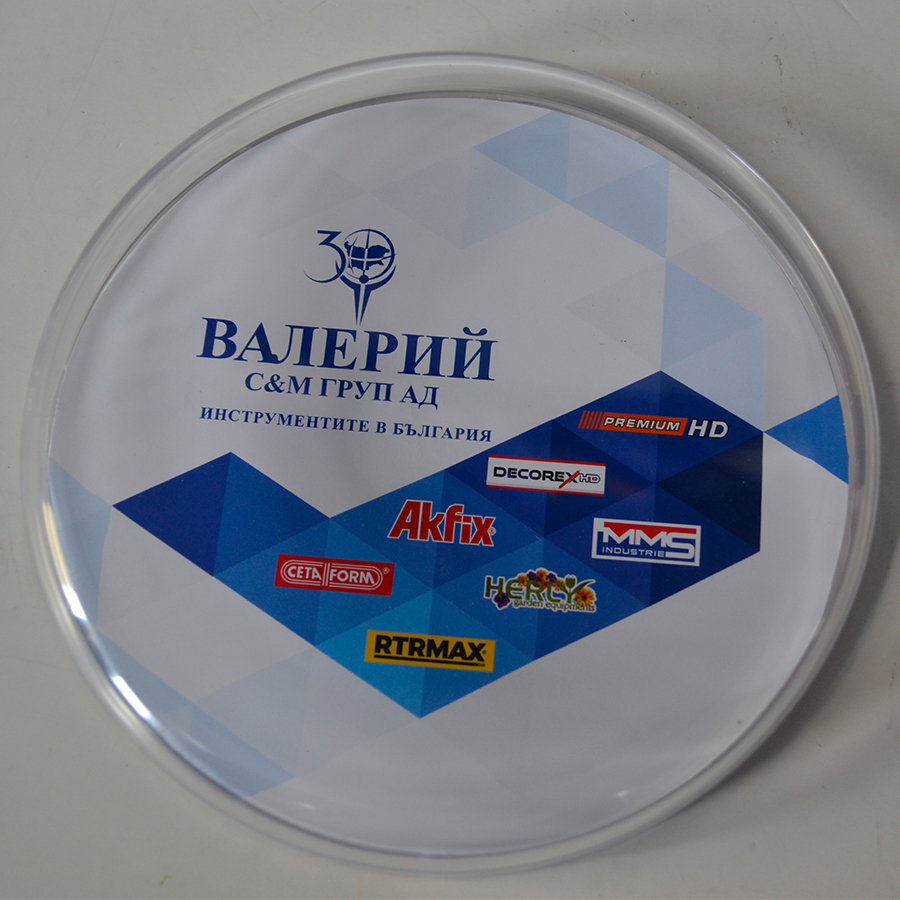 30
ВАЛЕРИЙ
С&М ГРУП АД
ИНСТРУМЕНТИТЕ В БЪЛГАРИЯ
PREMIUM HD
DECOREX HD
Akfix®
MMS
INDUSTRIE
CETA FORM®
HERLY
garden equipments
RTRMAX